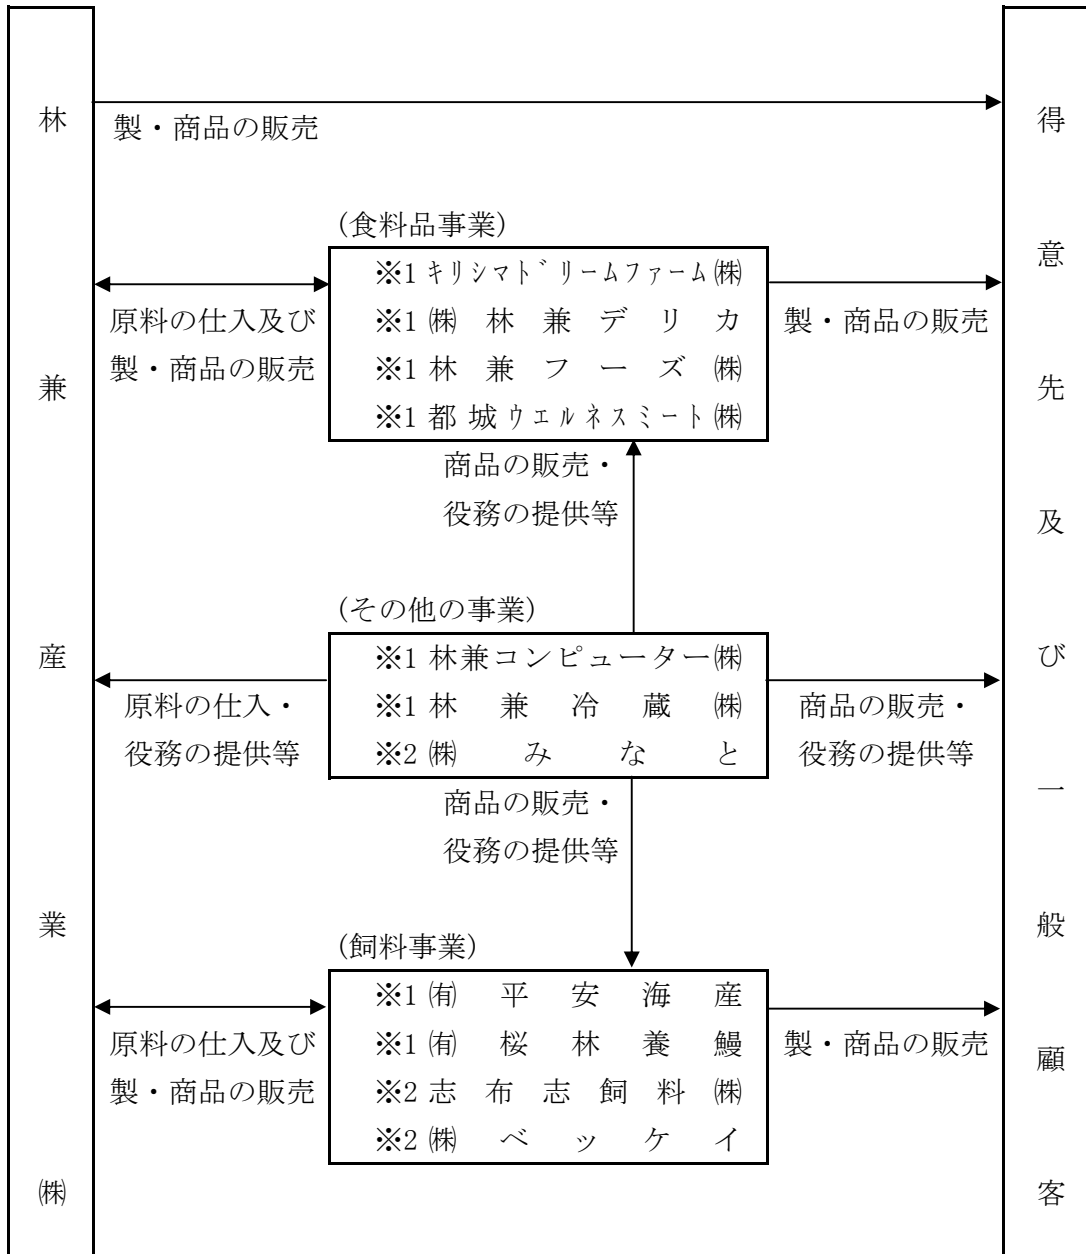 林兼産業㈱
製・商品の販売
(食料品事業)
※1 ｷﾘｼﾏﾄﾞﾘｰﾑﾌｧｰﾑ㈱
※1 ㈱林兼デリカ
※1 林兼フーズ㈱
※1 都城ｳｴﾙﾈｽﾐｰﾄ㈱
原料の仕入及び
製・商品の販売
製・商品の販売
商品の販売・
役務の提供等
(その他の事業)
※1 林兼コンピューター㈱
※1 林兼冷蔵㈱
※2 ㈱みなと
原料の仕入・
役務の提供等
商品の販売・
役務の提供等
商品の販売・
役務の提供等
(飼料事業)
※1 ㈲平安海産
※1 ㈲桜林養鰻
※2 志布志飼料㈱
※2 ㈱ベッケイ
原料の仕入及び
製・商品の販売
製・商品の販売
得意先及び一般顧客